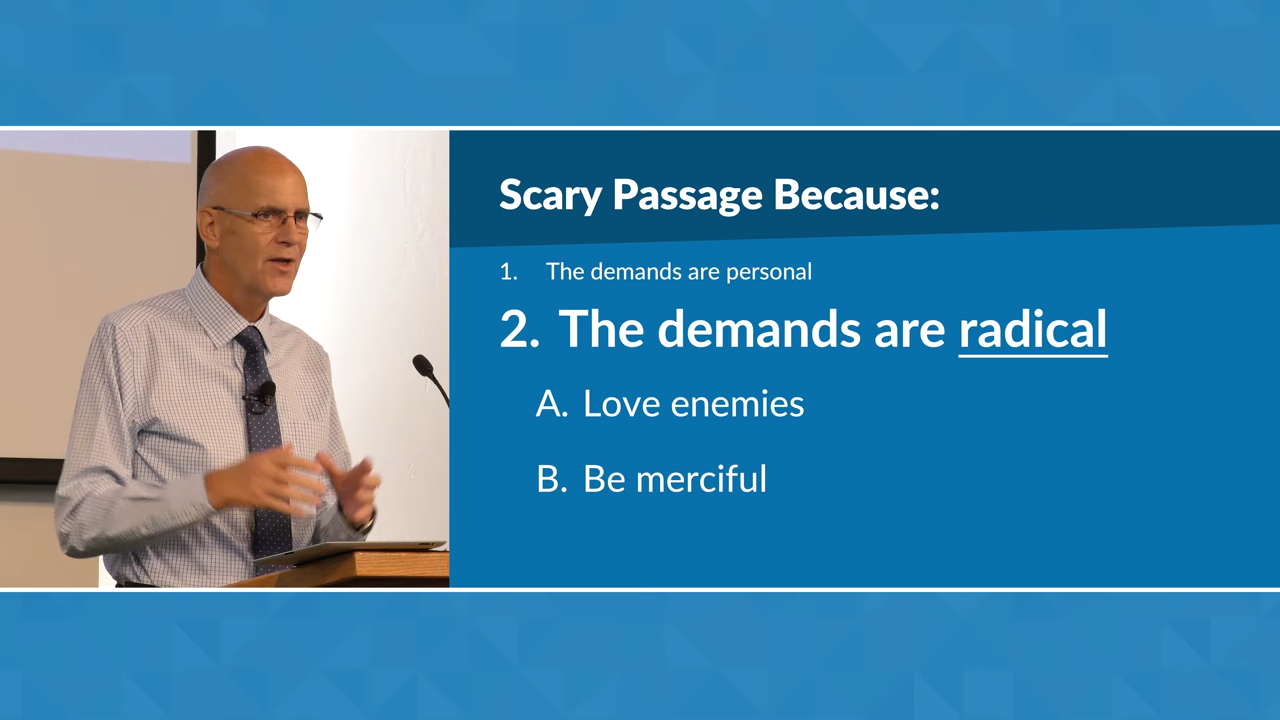 Scary Passage Because:
1. The demands are personal
2. The demands are radical
A. Love enemies
B. Be merciful